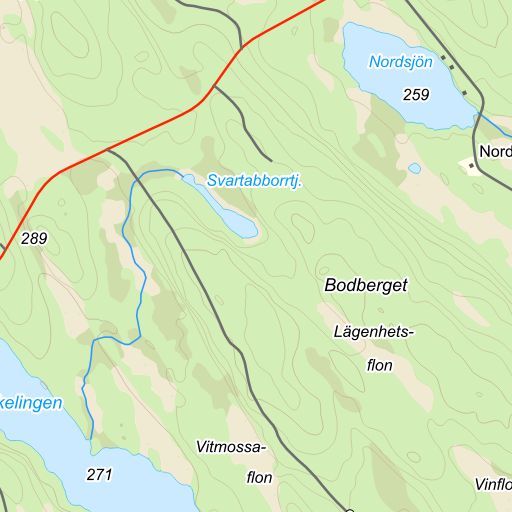 Nordsjön
259
Nord
Svartabborrtj.
289
Bodberget
Lägenhets-
flon
kelingen
Vitmossa-
flon
271
Vinflo